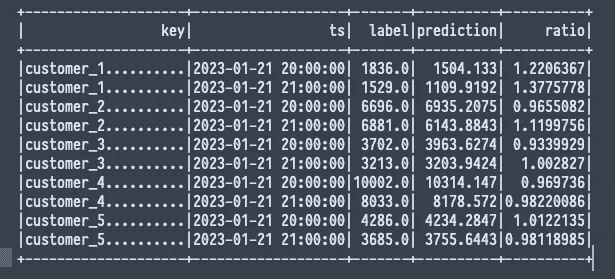 +--------------------+-------------------+-------+----------+----------+
|                 key|                 ts|  label|prediction|     ratio|
+--------------------+-------------------+-------+----------+----------+
|customer_1..........|2023-01-21 20:00:00| 1836.0|  1504.133| 1.2206367|
|customer_1..........|2023-01-21 21:00:00| 1529.0| 1109.9192| 1.3775778|
|customer_2..........|2023-01-21 20:00:00| 6696.0| 6935.2075| 0.9655082|
|customer_2..........|2023-01-21 21:00:00| 6881.0| 6143.8843| 1.1199756|
|customer_3..........|2023-01-21 20:00:00| 3702.0| 3963.6274| 0.9339929|
|customer_3..........|2023-01-21 21:00:00| 3213.0| 3203.9424|  1.002827|
|customer_4..........|2023-01-21 20:00:00|10002.0| 10314.147|  0.969736|
|customer_4..........|2023-01-21 21:00:00| 8033.0|  8178.572|0.98220086|
|customer_5..........|2023-01-21 20:00:00| 4286.0| 4234.2847| 1.0122135|
|customer_5..........|2023-01-21 21:00:00| 3685.0| 3755.6443|0.98118985|
+--------------------+-------------------+-------+----------+----------+